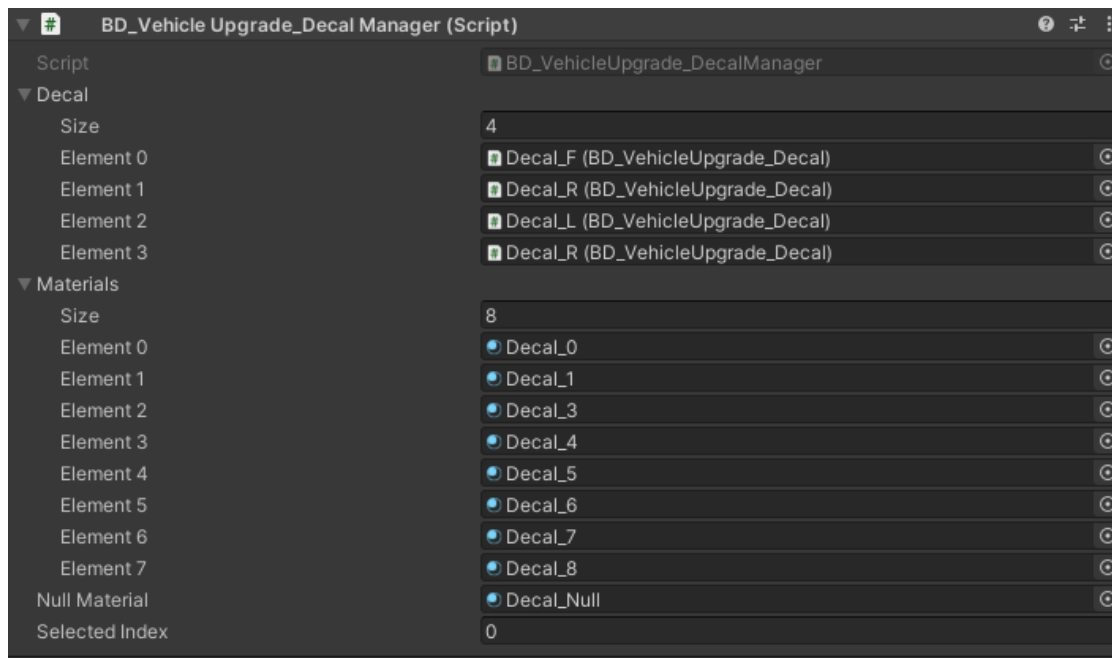 BD_Vehicle Upgrade_Decal Manager (Script)
Script BD_VehicleUpgrade_DecalManager
Decal
Size 4
Element 0 Decal_F (BD_VehicleUpgrade_Decal)
Element 1 Decal_R (BD_VehicleUpgrade_Decal)
Element 2 Decal_L (BD_VehicleUpgrade_Decal)
Element 3 Decal_R (BD_VehicleUpgrade_Decal)
Materials
Size 8
Element 0 Decal_0
Element 1 Decal_1
Element 2 Decal_3
Element 3 Decal_4
Element 4 Decal_5
Element 5 Decal_6
Element 6 Decal_7
Element 7 Decal_8
Null Material Decal_Null
Selected Index 0